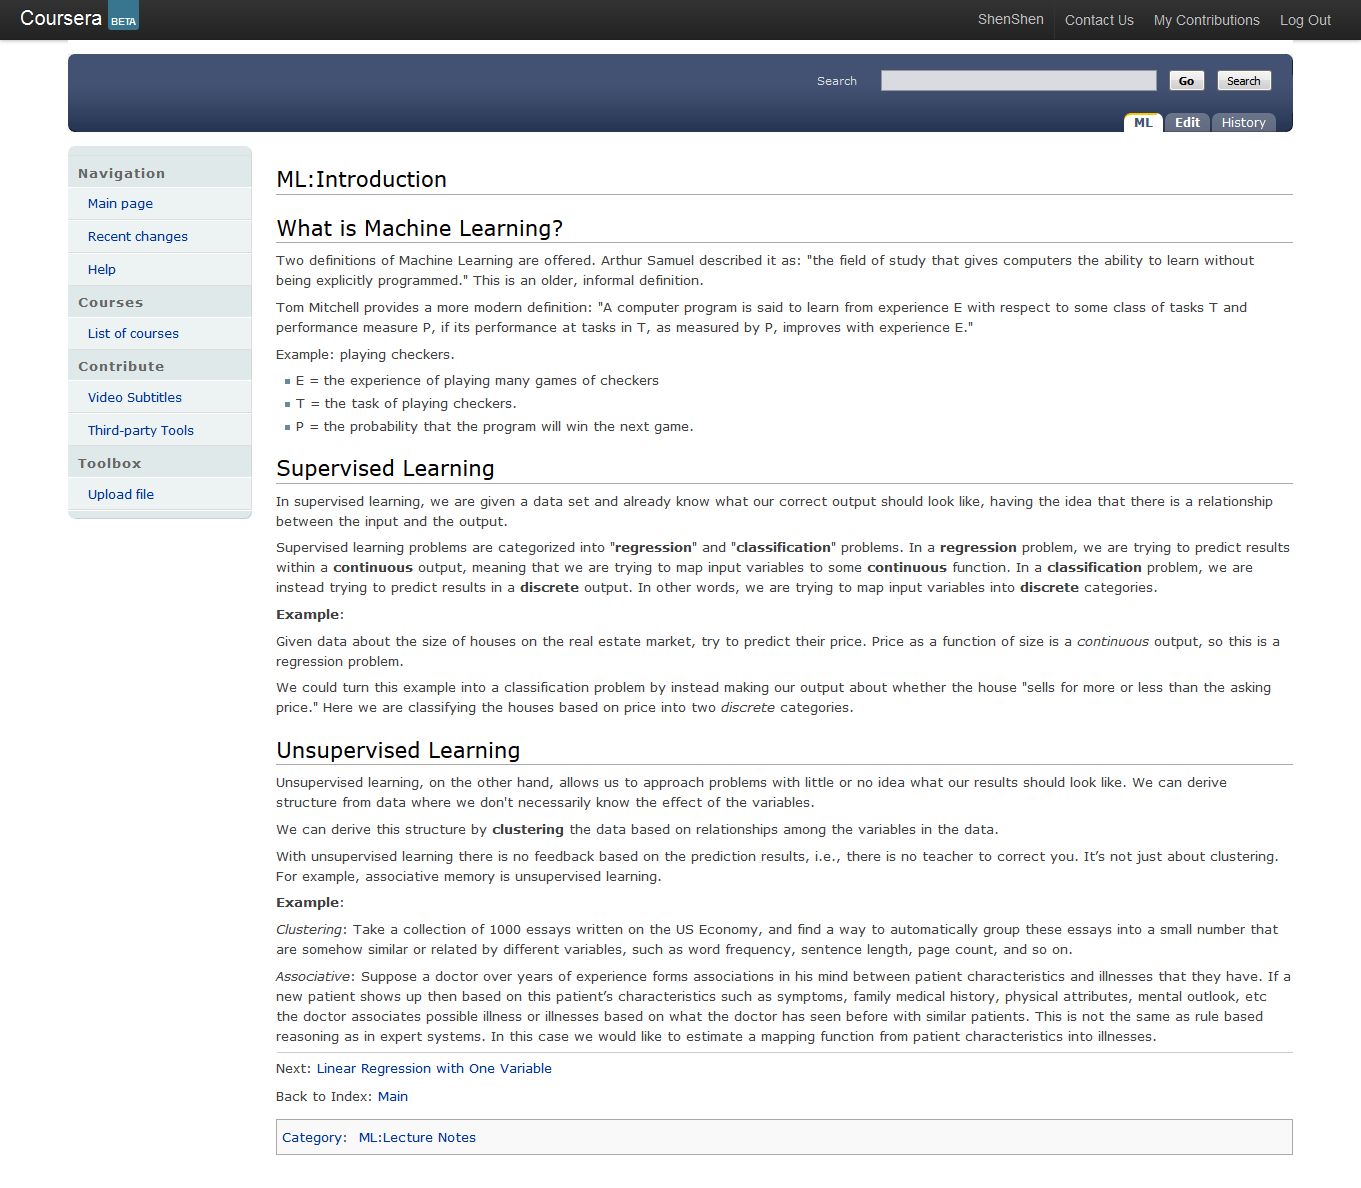 Coursera BETA
ShenShen Contact Us My Contributions Log Out
Search Go Search
ML Edit History
Navigation
Main page
Recent changes
Help
Courses
List of courses
Contribute
Video Subtitles
Third-party Tools
Toolbox
Upload file
ML:Introduction
What is Machine Learning?
Two definitions of Machine Learning are offered. Arthur Samuel described it as: "the field of study that gives computers the ability to learn without
being explicitly programmed." This is an older, informal definition.
Tom Mitchell provides a more modern definition: "A computer program is said to learn from experience E with respect to some class of tasks T and
performance measure P, if its performance at tasks in T, as measured by P, improves with experience E."
Example: playing checkers.
E = the experience of playing many games of checkers
T = the task of playing checkers.
P = the probability that the program will win the next game.
Supervised Learning
In supervised learning, we are given a data set and already know what our correct output should look like, having the idea that there is a relationship
between the input and the output.
Supervised learning problems are categorized into "regression" and "classification" problems. In a regression problem, we are trying to predict results
within a continuous output, meaning that we are trying to map input variables to some continuous function. In a classification problem, we are
instead trying to predict results in a discrete output. In other words, we are trying to map input variables into discrete categories.
Example:
Given data about the size of houses on the real estate market, try to predict their price. Price as a function of size is a continuous output, so this is a
regression problem.
We could turn this example into a classification problem by instead making our output about whether the house "sells for more or less than the asking
price." Here we are classifying the houses based on price into two discrete categories.
Unsupervised Learning
Unsupervised learning, on the other hand, allows us to approach problems with little or no idea what our results should look like. We can derive
structure from data where we don't necessarily know the effect of the variables.
We can derive this structure by clustering the data based on relationships among the variables in the data.
With unsupervised learning there is no feedback based on the prediction results, i.e., there is no teacher to correct you. It’s not just about clustering.
For example, associative memory is unsupervised learning.
Example:
Clustering: Take a collection of 1000 essays written on the US Economy, and find a way to automatically group these essays into a small number that
are somehow similar or related by different variables, such as word frequency, sentence length, page count, and so on.
Associative: Suppose a doctor over years of experience forms associations in his mind between patient characteristics and illnesses that they have. If a
new patient shows up then based on this patient’s characteristics such as symptoms, family medical history, physical attributes, mental outlook, etc
the doctor associates possible illness or illnesses based on what the doctor has seen before with similar patients. This is not the same as rule based
reasoning as in expert systems. In this case we would like to estimate a mapping function from patient characteristics into illnesses.
Next: Linear Regression with One Variable
Back to Index: Main
Category: ML:Lecture Notes